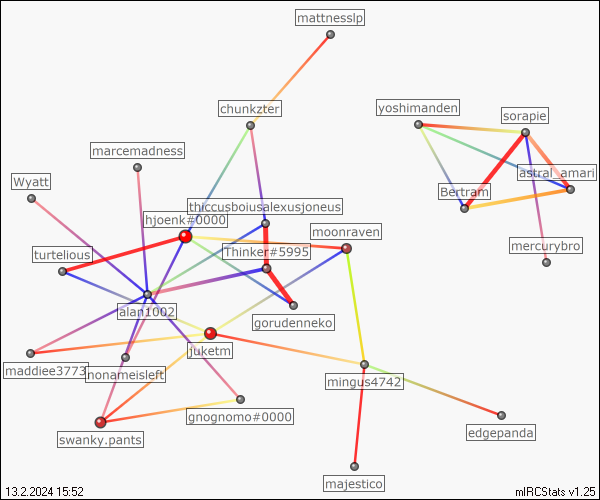 mattnesslp
chunkzter
yoshimanden
sorapie
marcemadness
astral_amari
Wyatt
Bertram
thiccusboiusalexusjoneus
hjoenk#0000
moonraven
mercurybro
turtelious
Thinker#5995
alan1002
gorudenneko
juketm
maddiee3773
nonameisleft
mingus4742
gnognomo#0000
swanky.pants
edgepanda
majestico
13.2.2024 15:52
mIRCStats v1.25